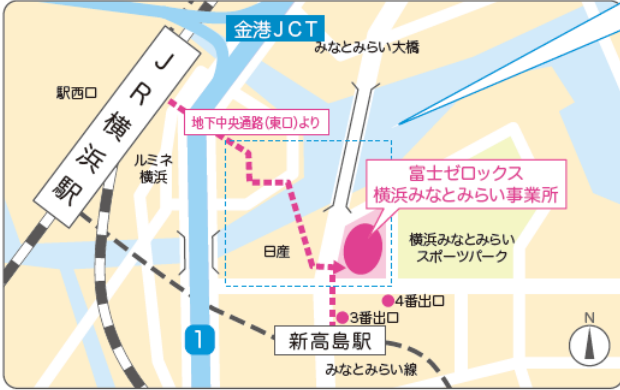 金港JCT
みなとみらい大橋
駅西口
JR横浜駅
地下中央通路(東口)より
ルミネ
横浜
富士ゼロックス
横浜みなとみらい事業所
日産
横浜みなとみらい
スポーツパーク
4番出口
3番出口
N
1
新高島駅
みなとみらい線